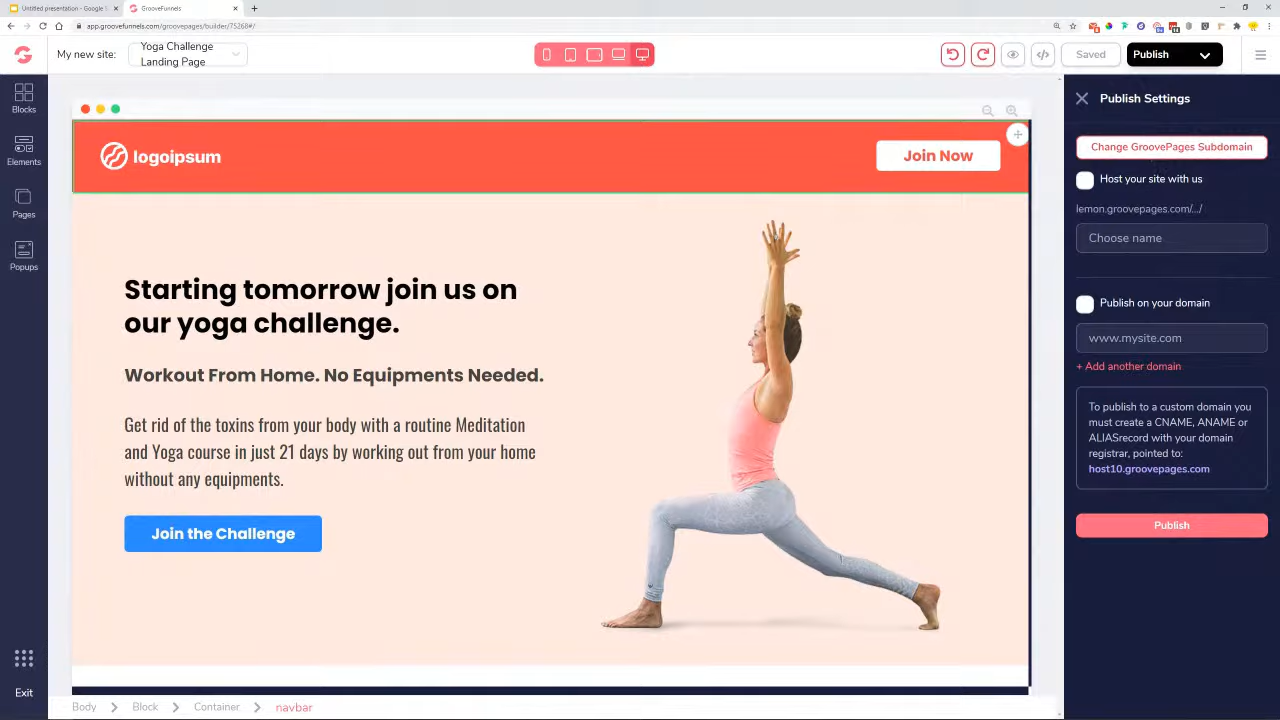 Untitled presentation - Google
GrooveFunnels
app.groovefunnels.com/groovepages/builder/75268#/
My new site:
Yoga Challenge
Landing Page
Saved
Publish
Blocks
Elements
Pages
Popups
Exit
logoipsum
Join Now
Starting tomorrow join us on
our yoga challenge.
Workout From Home. No Equipments Needed.
Get rid of the toxins from your body with a routine Meditation
and Yoga course in just 21 days by working out from your home
without any equipments.
Join the Challenge
Body
Block
Container
navbar
Publish Settings
Change GroovePages Subdomain
Host your site with us
lemon.groovepages.com/.../
Choose name
Publish on your domain
www.mysite.com
+ Add another domain
To publish to a custom domain you
must create a CNAME, ANAME or
ALIASrecord with your domain
registrar, pointed to:
host10.groovepages.com
Publish